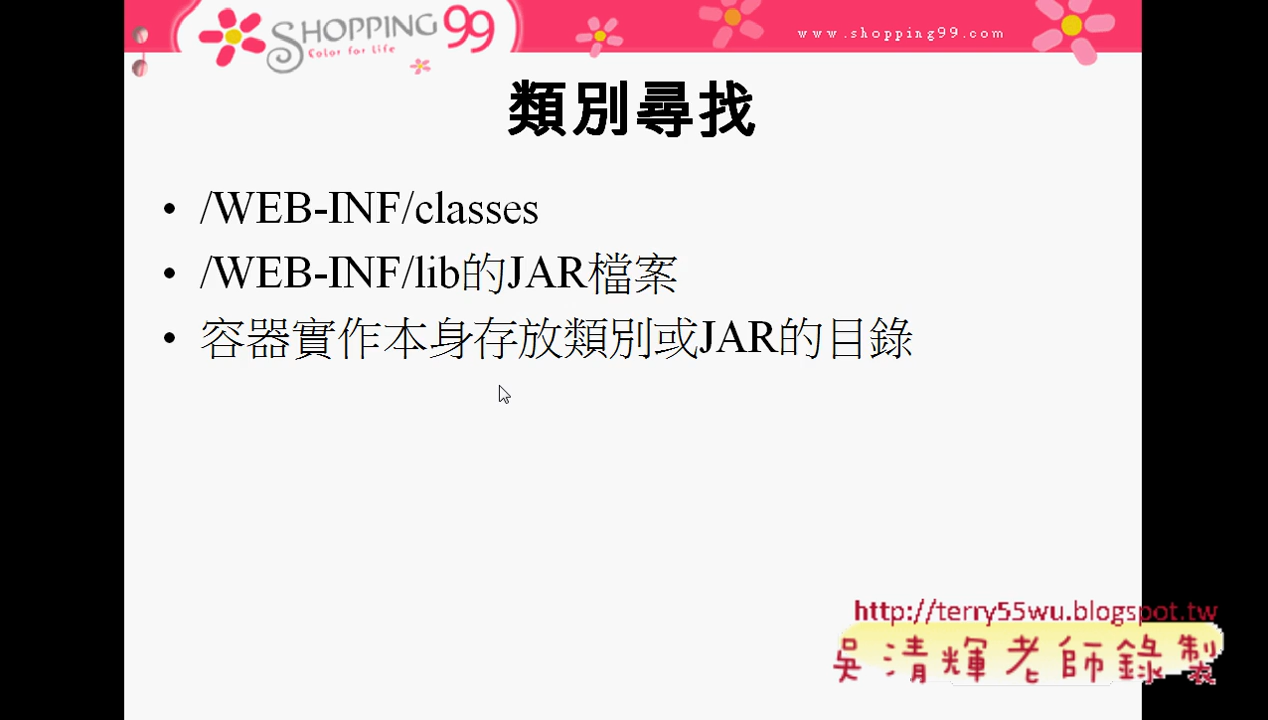 SHOPPING 99
Color for Life
www.shopping99.com
類別尋找
• /WEB-INF/classes
• /WEB-INF/lib的JAR檔案
• 容器實作本身存放類別或JAR的目錄
http://terry55wu.blogspot.tw
吳清輝老師錄製